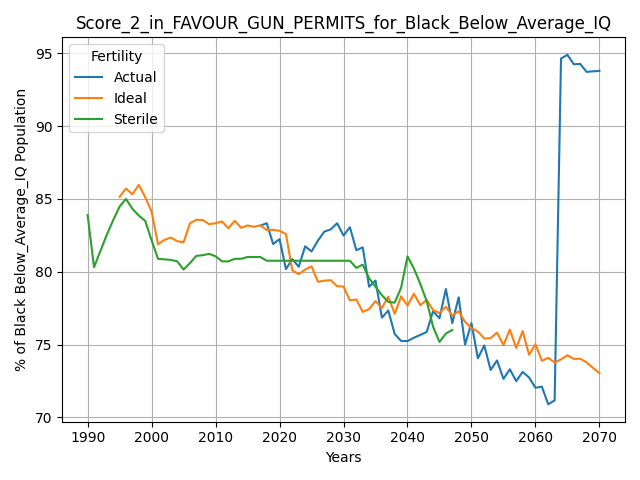 Score_2_in_FAVOUR_GUN_PERMITS_for_Black_Below_Average_IQ
Fertility
Actual
Ideal
Sterile
% of Black Below_Average_IQ Population
95
90
85
80
75
70
1990 2000 2010 2020 2030 2040 2050 2060 2070
Years